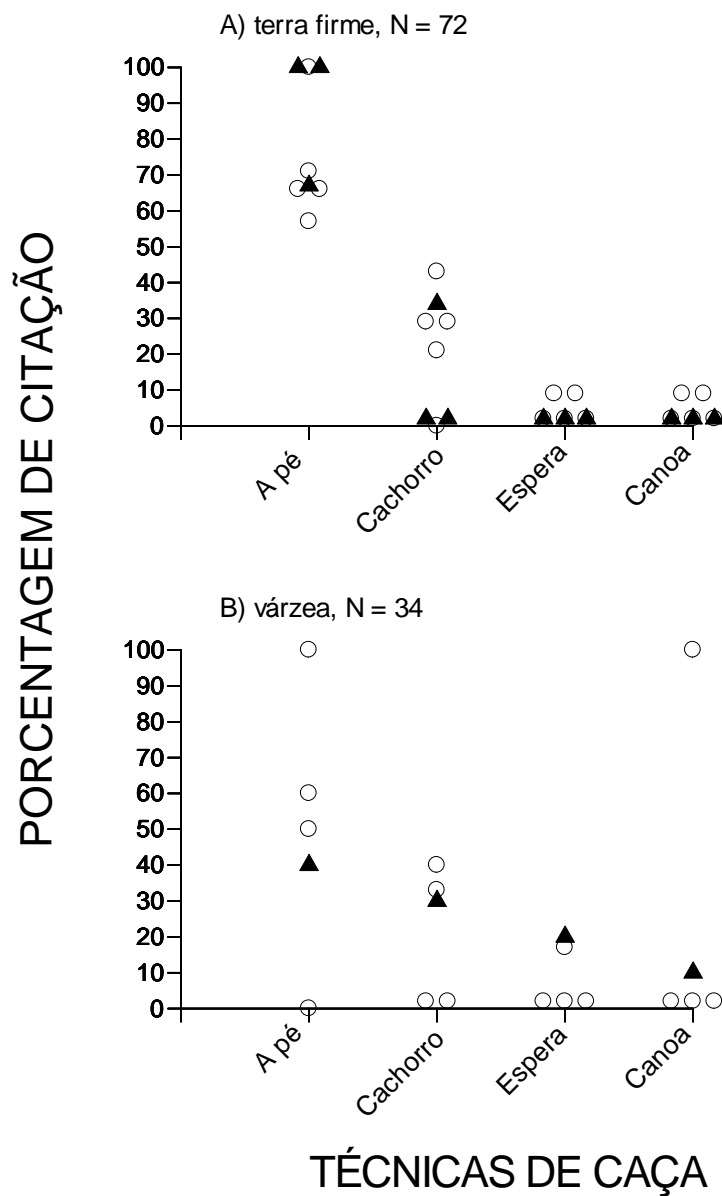 A) terra firme, N = 72
100
90
80
70
60
50
40
30
20
10
0
A pé
Cachorro
Espera
Canoa
B) várzea, N = 34
100
90
80
70
60
50
40
30
20
10
0
A pé
Cachorro
Espera
Canoa
PORCENTAGEM DE CITAÇÃO
TÉCNICAS DE CAÇA